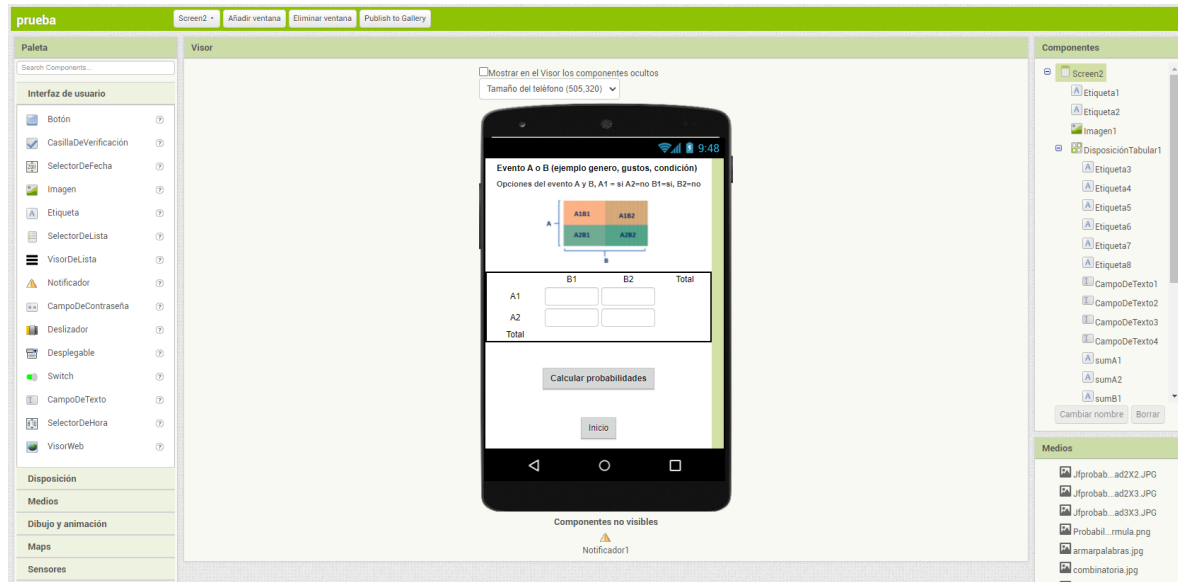 prueba
Screen2
Añadir ventana
Eliminar ventana
Publish to Gallery
Paleta
Search Components...
Interfaz de usuario
Botón
CasillaDeVerificación
SelectorDeFecha
Imagen
Etiqueta
SelectorDeLista
VisorDeLista
Notificador
CampoDeContraseña
Deslizador
Desplegable
Switch
CampoDeTexto
SelectorDeHora
VisorWeb
Disposición
Medios
Dibujo y animación
Maps
Sensores
Visor
Mostrar en el Visor los componentes ocultos
Tamaño del teléfono (505,320)
9:48
Evento A o B (ejemplo genero, gustos, condición)
Opciones del evento A y B, A1 = si A2=no B1=si, B2=no
A1B1 A1B2
A
A2B1 A2B2
B
B1 B2 Total
A1
A2
Total
Calcular probabilidades
Inicio
Componentes no visibles
Notificador1
Componentes
Screen2
Etiqueta1
Etiqueta2
Imagen1
DisposiciónTabular1
Etiqueta3
Etiqueta4
Etiqueta5
Etiqueta6
Etiqueta7
Etiqueta8
CampoDeTexto1
CampoDeTexto2
CampoDeTexto3
CampoDeTexto4
sumA1
sumA2
sumB1
Cambiar nombre
Borrar
Medios
Jfprobab...ad2X2.JPG
Jfprobab...ad2X3.JPG
Jfprobab...ad3X3.JPG
Probabil...rmula.png
armarpalabras.jpg
combinatoria.jpg